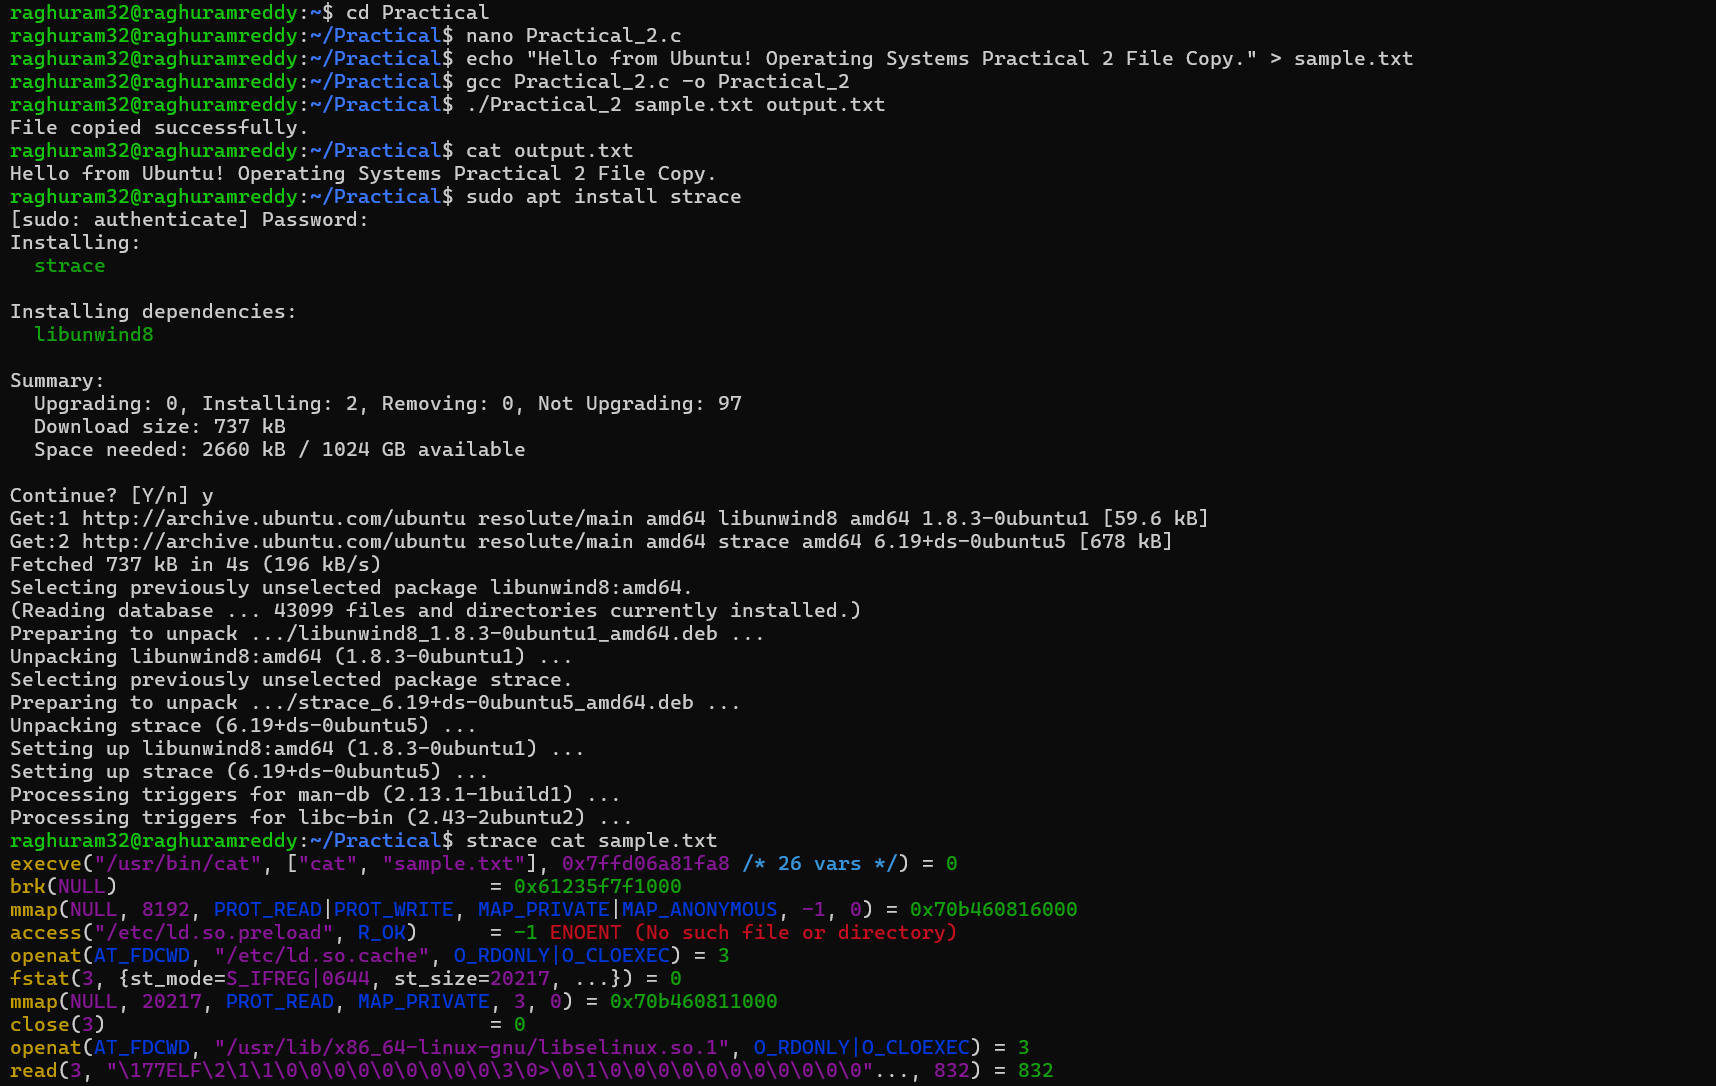 raghuram32@raghuramreddy:~$ cd Practical
raghuram32@raghuramreddy:~/Practical$ nano Practical_2.c
raghuram32@raghuramreddy:~/Practical$ echo "Hello from Ubuntu! Operating Systems Practical 2 File Copy." > sample.txt
raghuram32@raghuramreddy:~/Practical$ gcc Practical_2.c -o Practical_2
raghuram32@raghuramreddy:~/Practical$ ./Practical_2 sample.txt output.txt
File copied successfully.
raghuram32@raghuramreddy:~/Practical$ cat output.txt
Hello from Ubuntu! Operating Systems Practical 2 File Copy.
raghuram32@raghuramreddy:~/Practical$ sudo apt install strace
[sudo: authenticate] Password:
Installing:
  strace

Installing dependencies:
  libunwind8

Summary:
  Upgrading: 0, Installing: 2, Removing: 0, Not Upgrading: 97
  Download size: 737 kB
  Space needed: 2660 kB / 1024 GB available

Continue? [Y/n] y
Get:1 http://archive.ubuntu.com/ubuntu resolute/main amd64 libunwind8 amd64 1.8.3-0ubuntu1 [59.6 kB]
Get:2 http://archive.ubuntu.com/ubuntu resolute/main amd64 strace amd64 6.19+ds-0ubuntu5 [678 kB]
Fetched 737 kB in 4s (196 kB/s)
Selecting previously unselected package libunwind8:amd64.
(Reading database ... 43099 files and directories currently installed.)
Preparing to unpack .../libunwind8_1.8.3-0ubuntu1_amd64.deb ...
Unpacking libunwind8:amd64 (1.8.3-0ubuntu1) ...
Selecting previously unselected package strace.
Preparing to unpack .../strace_6.19+ds-0ubuntu5_amd64.deb ...
Unpacking strace (6.19+ds-0ubuntu5) ...
Setting up libunwind8:amd64 (1.8.3-0ubuntu1) ...
Setting up strace (6.19+ds-0ubuntu5) ...
Processing triggers for man-db (2.13.1-1build1) ...
Processing triggers for libc-bin (2.43-2ubuntu2) ...
raghuram32@raghuramreddy:~/Practical$ strace cat sample.txt
execve("/usr/bin/cat", ["cat", "sample.txt"], 0x7ffd06a81fa8 /* 26 vars */) = 0
brk(NULL)                               = 0x61235f7f1000
mmap(NULL, 8192, PROT_READ|PROT_WRITE, MAP_PRIVATE|MAP_ANONYMOUS, -1, 0) = 0x70b460816000
access("/etc/ld.so.preload", R_OK)      = -1 ENOENT (No such file or directory)
openat(AT_FDCWD, "/etc/ld.so.cache", O_RDONLY|O_CLOEXEC) = 3
fstat(3, {st_mode=S_IFREG|0644, st_size=20217, ...}) = 0
mmap(NULL, 20217, PROT_READ, MAP_PRIVATE, 3, 0) = 0x70b460811000
close(3)                                = 0
openat(AT_FDCWD, "/usr/lib/x86_64-linux-gnu/libselinux.so.1", O_RDONLY|O_CLOEXEC) = 3
read(3, "\177ELF\2\1\1\0\0\0\0\0\0\0\0\0\3\0>\0\1\0\0\0\0\0\0\0\0\0\0\0"..., 832) = 832